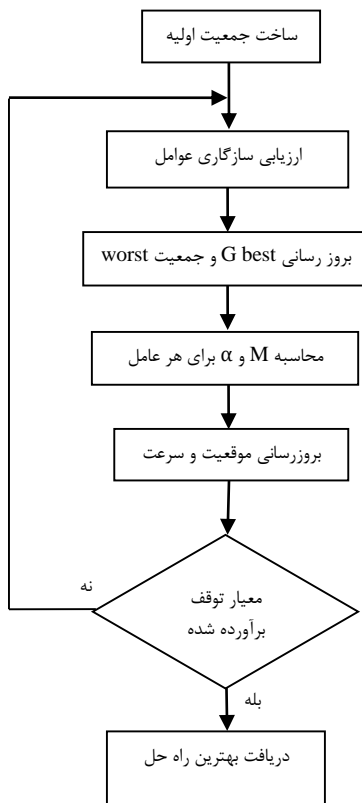 ساخت جمعیت اولیه
ارزیابی سازگاری عوامل
بروز رسانی G best و جمعیت worst
محاسبه M و α برای هر عامل
بروزرسانی موقعیت و سرعت
معیار توقف
برآورده شده
نه
بله
دریافت بهترین راه حل